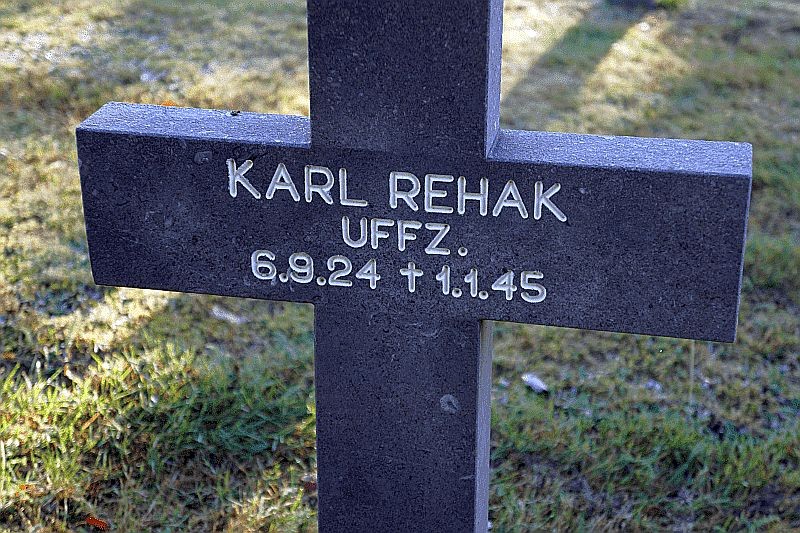 KARL REHAK
UFFZ.
6.9.24 † 1.1.45